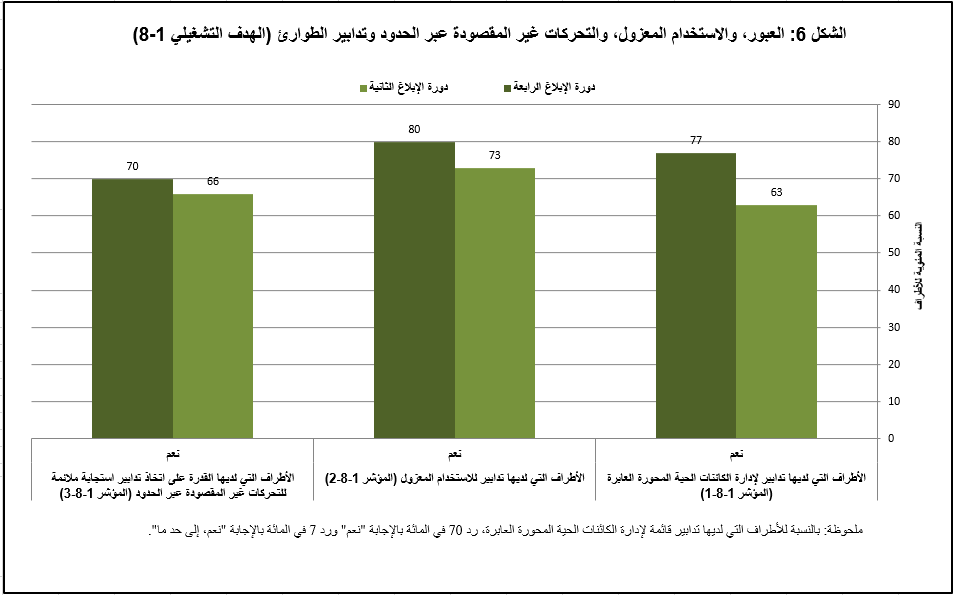 الشكل 6: العبور، والاستخدام المعزول، والتحركات غير المقصودة عبر الحدود وتدابير الطوارئ (الهدف التشغيلي 1-8)
دورة الإبلاغ الرابعة
دورة الإبلاغ الثانية
90
80
70
60
50
40
30
20
10
0
النسبة المئوية للأطراف
77
63
80
73
70
66
نعم
نعم
نعم
الأطراف التي لديها تدابير لإدارة الكائنات الحية المحورة العابرة
(المؤشر 1-8-1)
الأطراف التي لديها تدابير للاستخدام المعزول (المؤشر 1-8-2)
الأطراف التي لديها القدرة على اتخاذ تدابير استجابة ملائمة
للتحركات غير المقصودة عبر الحدود (المؤشر 1-8-3)
ملحوظة: بالنسبة للأطراف التي لديها تدابير قائمة لإدارة الكائنات الحية المحورة العابرة، رد 70 في المائة بالإجابة "نعم" ورد 7 في المائة بالإجابة "نعم، إلى حد ما".